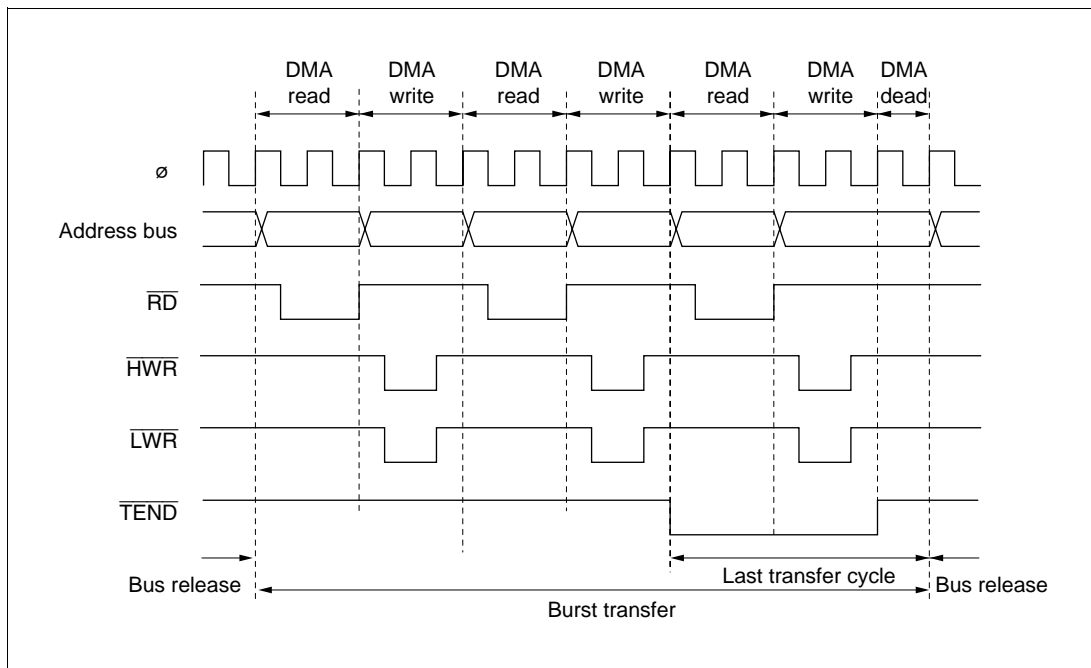 DMA read
DMA write
DMA read
DMA write
DMA read
DMA write
DMA dead
ø
Address bus
RD
HWR
LWR
TEND
Bus release
Last transfer cycle
Bus release
Burst transfer